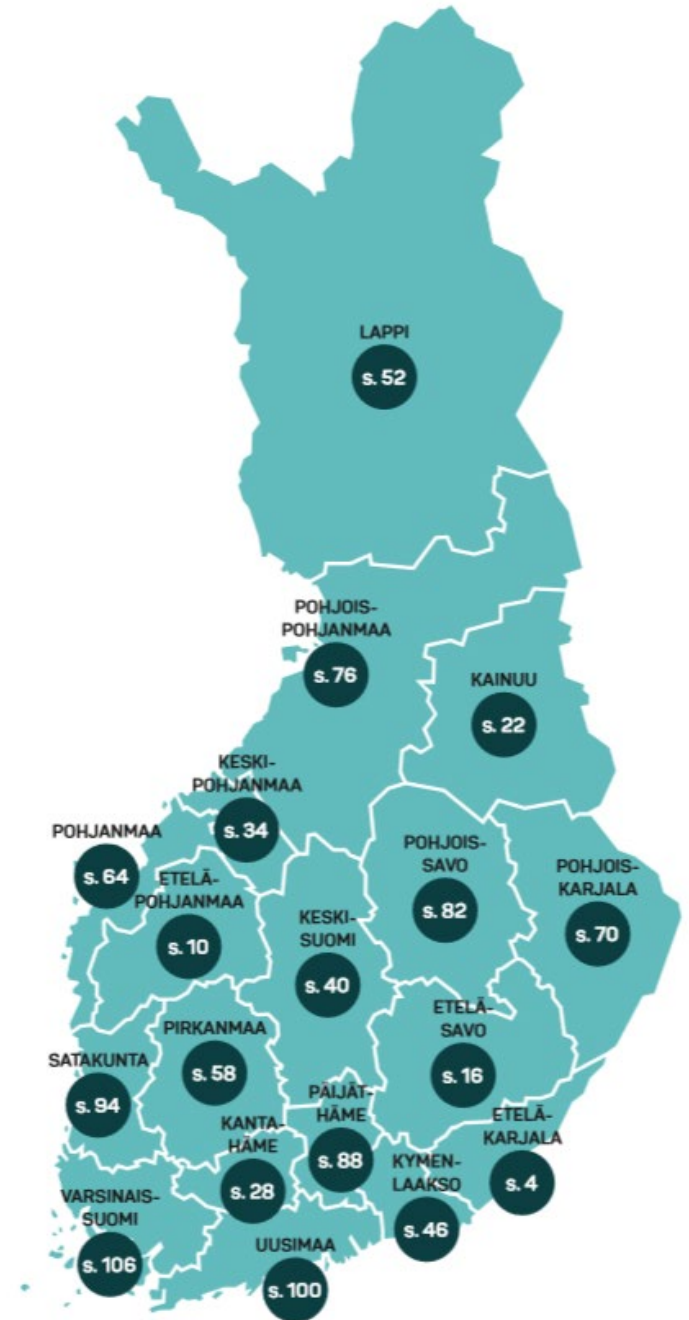 LAPPI
s. 52
POHJOIS-
POHJANMAA
s. 76
KAINUU
s. 22
KESKI-
POHJANMAA
s. 34
POHJANMAA
s. 64
ETELÄ-
POHJANMAA
s. 10
POHJOIS-
SAVO
s. 82
POHJOIS-
KARJALA
s. 70
KESKI-
SUOMI
s. 40
ETELÄ-
SAVO
s. 16
PIRKANMAA
s. 58
SATAKUNTA
s. 94
PÄIJÄT-
HÄME
s. 88
KANTA-
HÄME
s. 28
ETELÄ-
KARJALA
s. 4
KYMEN-
LAAKSO
s. 46
VARSINAIS-
SUOMI
s. 106
UUSIMAA
s. 100